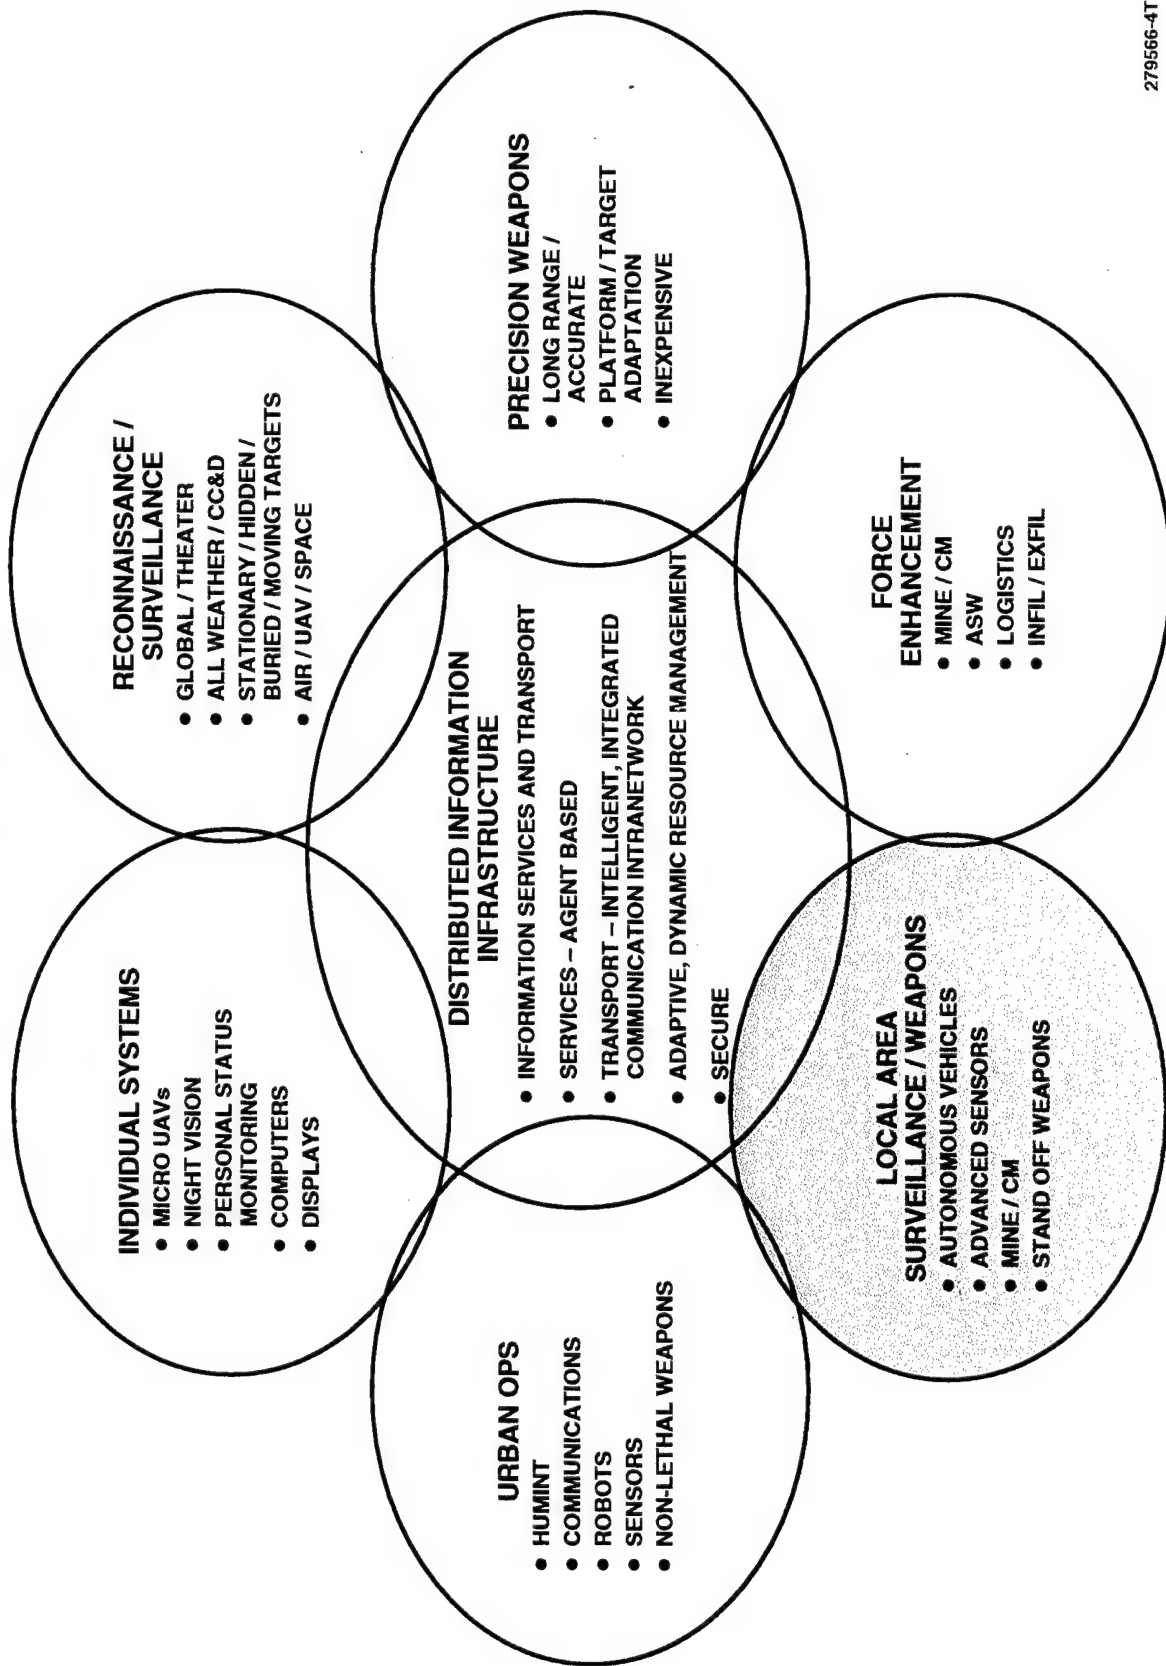 INDIVIDUAL SYSTEMS
• MICRO UAVs
• NIGHT VISION
• PERSONAL STATUS
MONITORING
• COMPUTERS
• DISPLAYS
RECONNAISSANCE /
SURVEILLANCE
• GLOBAL / THEATER
• ALL WEATHER / CC&D
• STATIONARY / HIDDEN /
BURIED / MOVING TARGETS
• AIR / UAV / SPACE
URBAN OPS
• HUMINT
• COMMUNICATIONS
• ROBOTS
• SENSORS
• NON-LETHAL WEAPONS
DISTRIBUTED INFORMATION
INFRASTRUCTURE
• INFORMATION SERVICES AND TRANSPORT
• SERVICES – AGENT BASED
• TRANSPORT – INTELLIGENT, INTEGRATED
COMMUNICATION INTRANETWORK
• ADAPTIVE, DYNAMIC RESOURCE MANAGEMENT
• SECURE
PRECISION WEAPONS
• LONG RANGE /
ACCURATE
• PLATFORM / TARGET
ADAPTATION
• INEXPENSIVE
LOCAL AREA
SURVEILLANCE / WEAPONS
• AUTONOMOUS VEHICLES
• ADVANCED SENSORS
• MINE / CM
• STAND OFF WEAPONS
FORCE
ENHANCEMENT
• MINE / CM
• ASW
• LOGISTICS
• INFIL / EXFIL
279566-4T